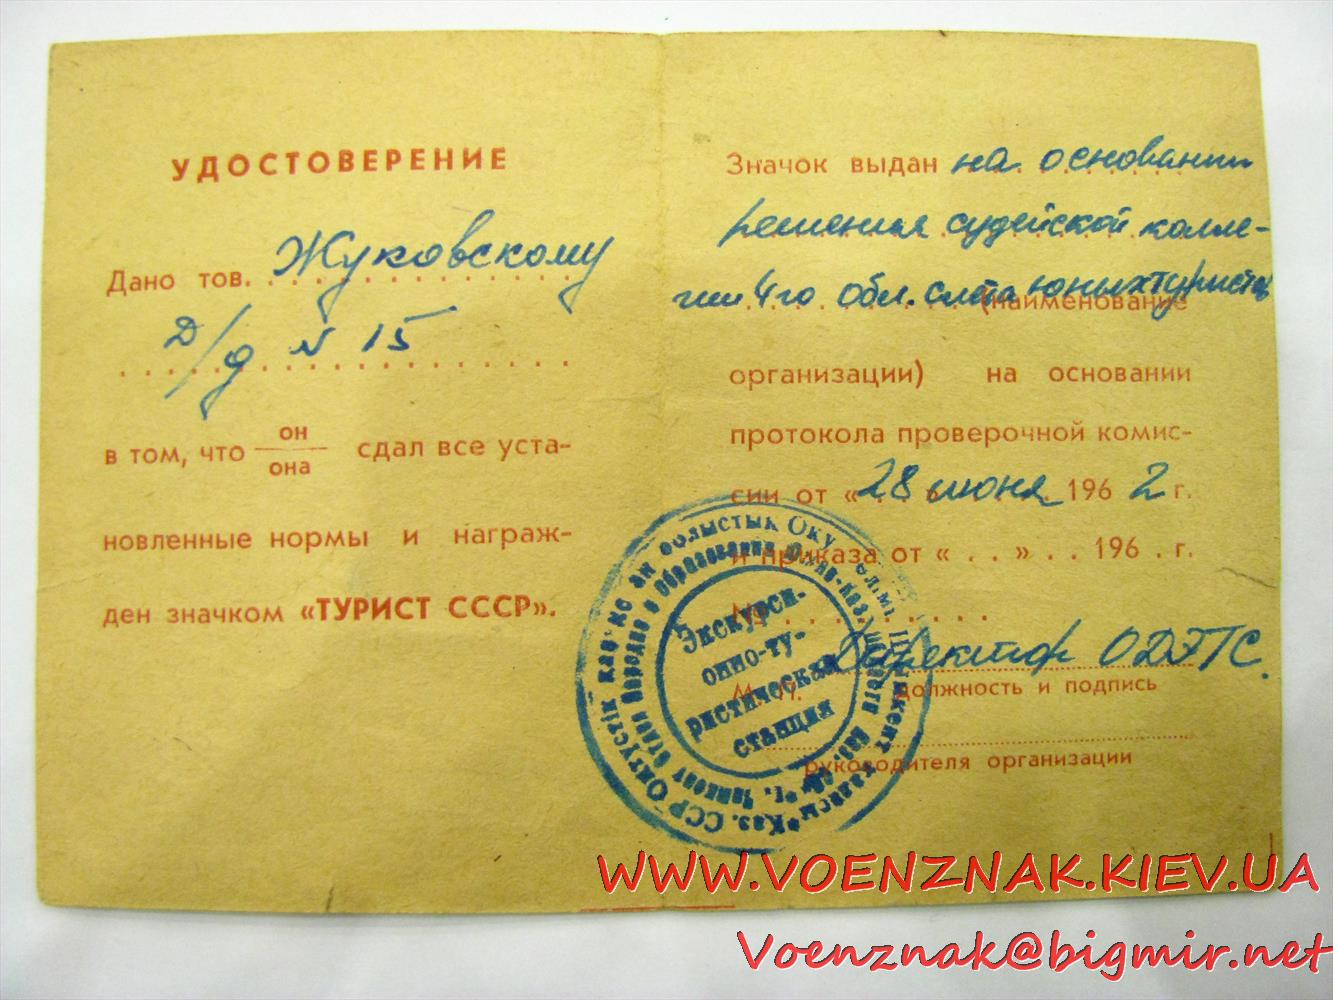 УДОСТОВЕРЕНИЕ
Дано тов. Жуковскому
д/д N 15
в том, что он
она сдал все уста-
новленные нормы и награж-
ден значком «ТУРИСТ СССР».
Значок выдан на основании
решения судейской колле-
гии 4го обл. слёта юных туристов
(наименование
организации) на основании
протокола проверочной комис-
сии от «28» июня 1962 г.
и приказа от « . . » . . 196 . г.
№ . . . . . . . . .
Директор ОДЭТС.
М. П. должность и подпись
руководителя организации
Экскурси-
онно-ту-
ристическая
станция
Каз. ССР
WWW.VOENZNAK.KIEV.UA
Voenznak@bigmir.net